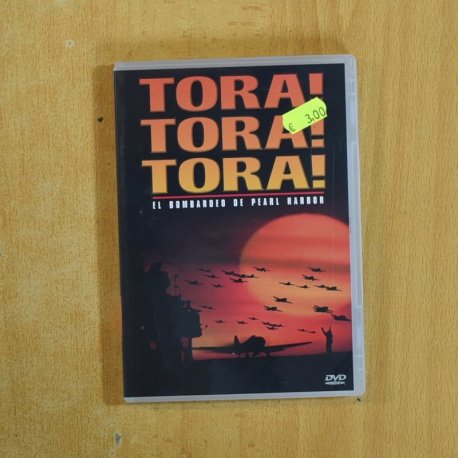 TORA!
TORA!
€ 3,00
TORA!
EL BOMBARDEO DE PEARL HARBOR
DVD